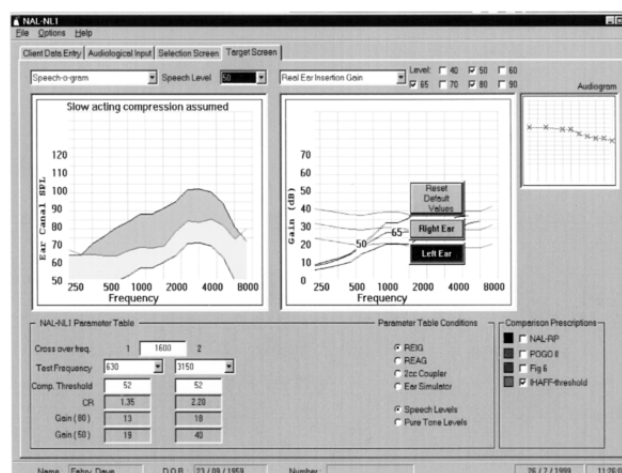 NAL-NL1
File Options Help
Client Data Entry Audiological Input Selection Screen Target Screen
Speech-o-gram Speech Level 50 Real Ear Insertion Gain Level: 40 50 60
65 70 80 90
Audiogram
Slow acting compression assumed
Ear Canal SPL
120
110
100
90
80
70
60
50
250 500 1000 2000 4000 8000
Frequency
Gain (dB)
70
60
50
40
30
20
10
0
50
65
Reset Default Values
Right Ear
Left Ear
250 500 1000 2000 4000 8000
Frequency
NAL-NL1 Parameter Table
Cross over freq. 1 1600 2
Test Frequency 630 3150
Comp. Threshold 52 52
CR 1.35 2.20
Gain (80) 13 18
Gain (50) 19 40
Parameter Table Conditions
REIG
REAG
2cc Coupler
Ear Simulator
Speech Levels
Pure Tone Levels
Comparison Prescriptions
NAL-RP
POGO II
Fig 6
IHAFF-threshold
Name Fabry, Dave D.O.B. 23 / 09 / 1959 Number: 26 / 7 / 1999